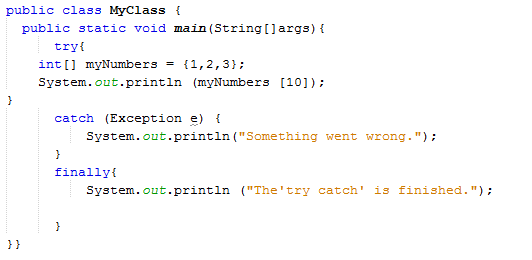 public class MyClass {
public static void main(String[]args){
try{
int[] myNumbers = {1,2,3};
System.out.println (myNumbers [10]);
}
catch (Exception e) {
System.out.println("Something went wrong.");
}
finally{
System.out.println ("The'try catch' is finished.");
}
}}